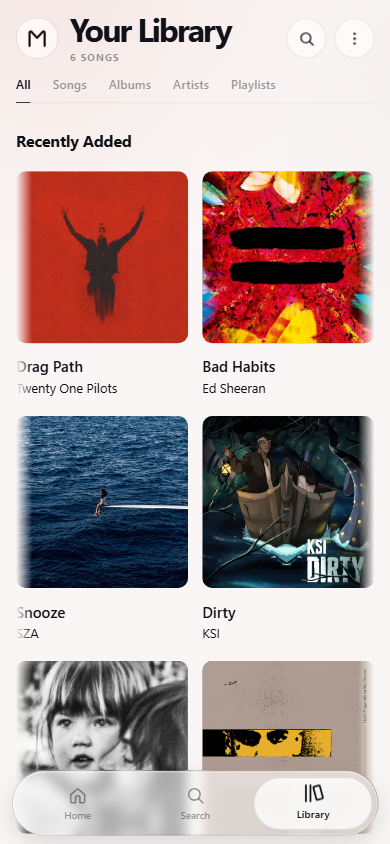 M
Your Library
6 SONGS
All Songs Albums Artists Playlists
Recently Added
Drag Path
Twenty One Pilots
Bad Habits
Ed Sheeran
KSI
DIRTY
Snooze
SZA
Dirty
KSI
Home Search Library